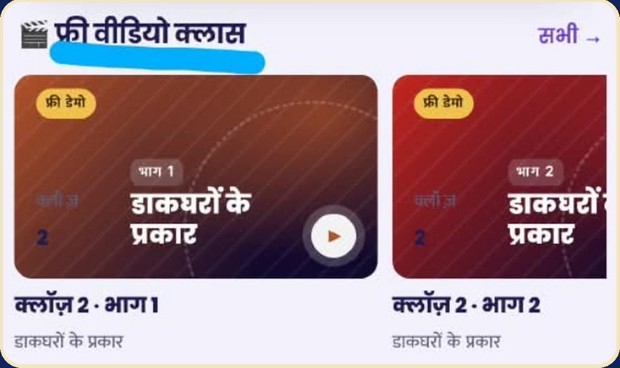 🎬 फ्री वीडियो क्लास
सभी →
फ्री डेमो
भाग 1
क्लॉज़
2
डाकघरों के
प्रकार
क्लॉज़ 2 · भाग 1
डाकघरों के प्रकार
फ्री डेमो
भाग 2
क्लॉज़
2
डाकघरों
प्रकार
क्लॉज़ 2 · भाग 2
डाकघरों के प्रकार